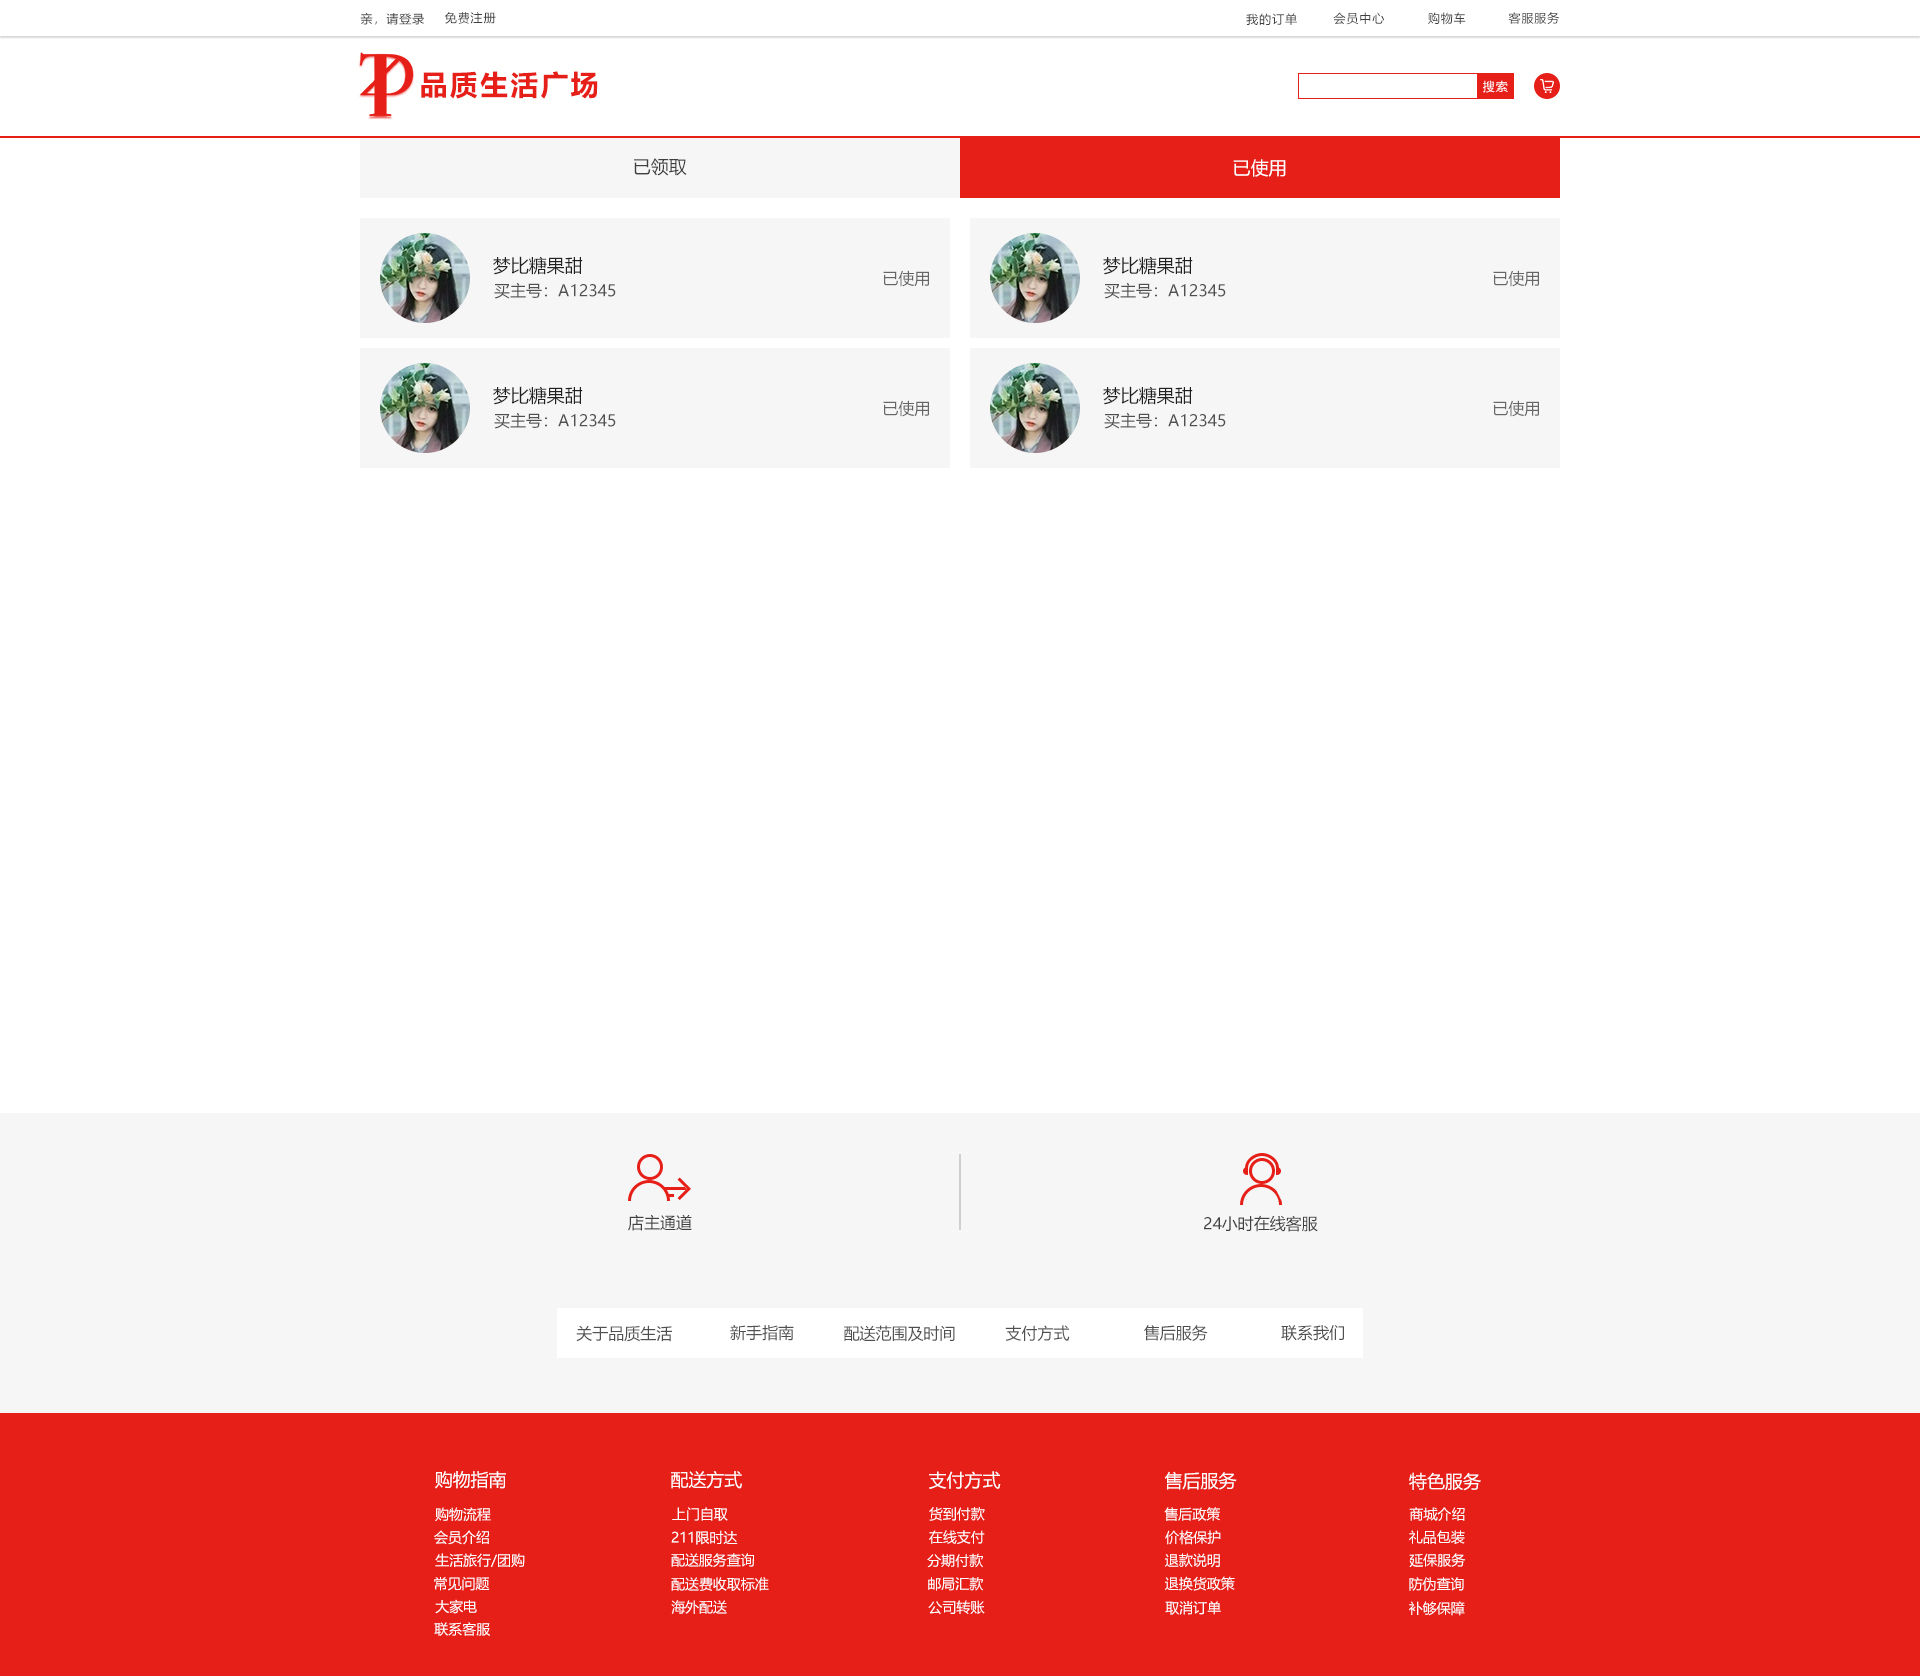 亲，请登录 免费注册 我的订单 会员中心 购物车 客服服务
品质生活广场 搜索
已领取 已使用
梦比糖果甜
买主号：A12345
已使用
梦比糖果甜
买主号：A12345
已使用
梦比糖果甜
买主号：A12345
已使用
梦比糖果甜
买主号：A12345
已使用
店主通道
24小时在线客服
关于品质生活 新手指南 配送范围及时间 支付方式 售后服务 联系我们
购物指南
购物流程
会员介绍
生活旅行/团购
常见问题
大家电
联系客服
配送方式
上门自取
211限时达
配送服务查询
配送费收取标准
海外配送
支付方式
货到付款
在线支付
分期付款
邮局汇款
公司转账
售后服务
售后政策
价格保护
退款说明
退换货政策
取消订单
特色服务
商城介绍
礼品包装
延保服务
防伪查询
补够保障